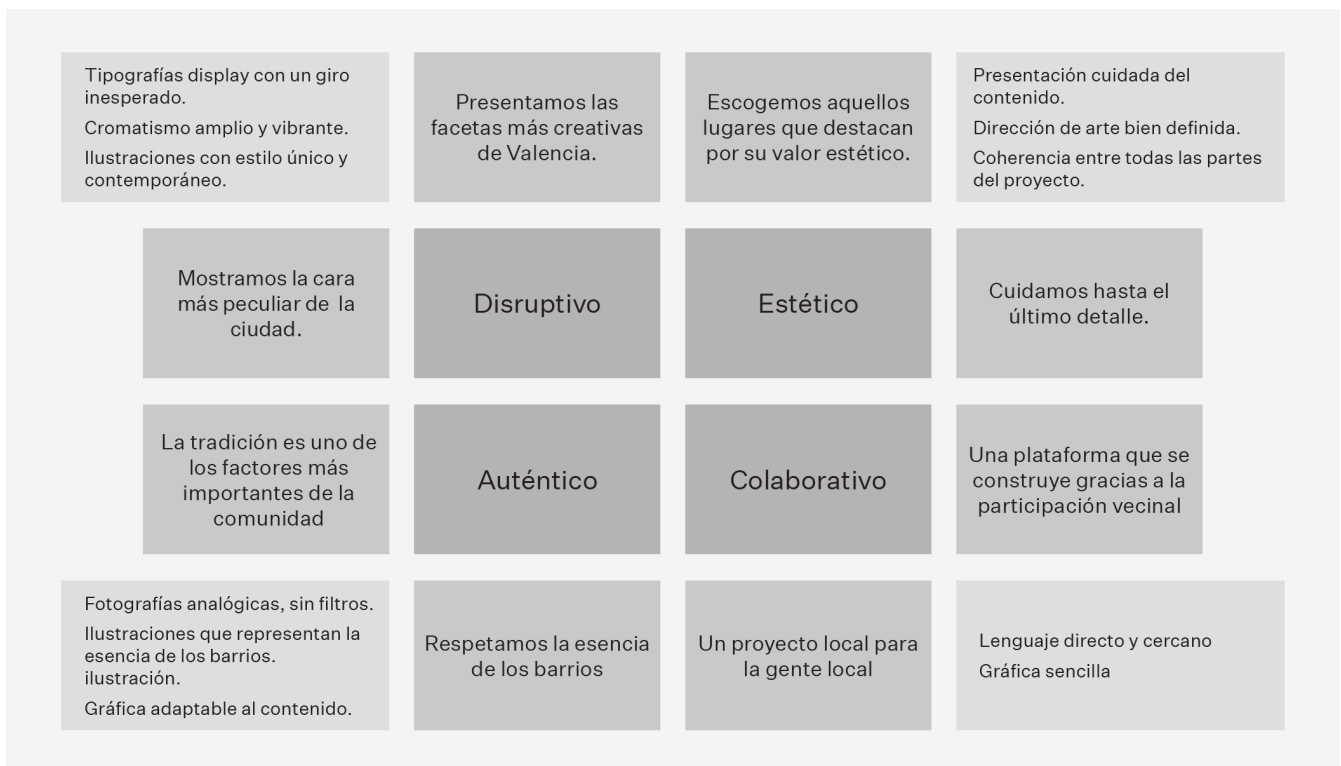 Tipografías display con un giro
inesperado.
Cromatismo amplio y vibrante.
Ilustraciones con estilo único y
contemporáneo.
Presentamos las
facetas más creativas
de Valencia.
Escogemos aquellos
lugares que destacan
por su valor estético.
Presentación cuidada del
contenido.
Dirección de arte bien definida.
Coherencia entre todas las partes
del proyecto.
Mostramos la cara
más peculiar de la
ciudad.
Disruptivo
Estético
Cuidamos hasta el
último detalle.
La tradición es uno de
los factores más
importantes de la
comunidad
Auténtico
Colaborativo
Una plataforma que se
construye gracias a la
participación vecinal
Fotografías analógicas, sin filtros.
Ilustraciones que representan la
esencia de los barrios.
ilustración.
Gráfica adaptable al contenido.
Respetamos la esencia
de los barrios
Un proyecto local para
la gente local
Lenguaje directo y cercano
Gráfica sencilla